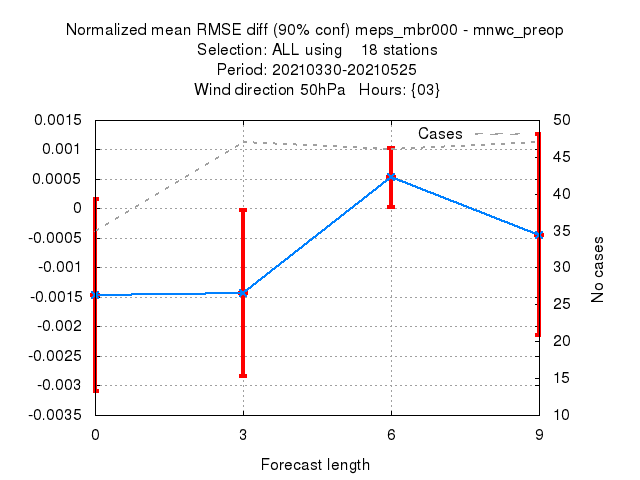 Normalized mean RMSE diff (90% conf) meps_mbr000 - mnwc_preop
Selection: ALL using    18 stations
Period: 20210330-20210525
Wind direction 50hPa   Hours: {03}
0.0015
0.001
0.0005
0
-0.0005
-0.001
-0.0015
-0.002
-0.0025
-0.003
-0.0035
Cases
50
45
40
35
30
25
20
15
10
No cases
0 3 6 9
Forecast length